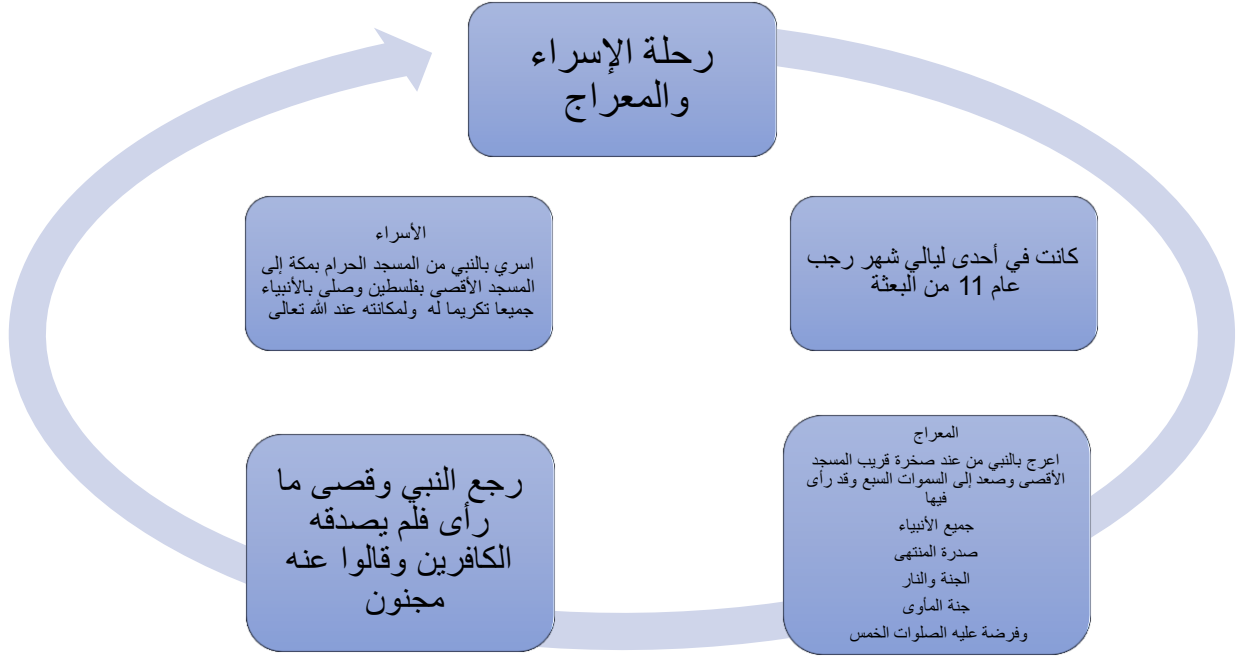 رحلة الإسراء
والمعراج
كانت في أحدى ليالي شهر رجب
عام 11 من البعثة
الأسراء
اسري بالنبي من المسجد الحرام بمكة إلى
المسجد الأقصى بفلسطين وصلى بالأنبياء
جميعا تكريما له ولمكانته عند الله تعالى
المعراج
اعرج بالنبي من عند صخرة قريب المسجد
الأقصى وصعد إلى السموات السبع وقد رأى
فيها
جميع الأنبياء
صدرة المنتهى
الجنة والنار
جنة المأوى
وفرضة عليه الصلوات الخمس
رجع النبي وقصى ما
رأى فلم يصدقه
الكافرين وقالوا عنه
مجنون